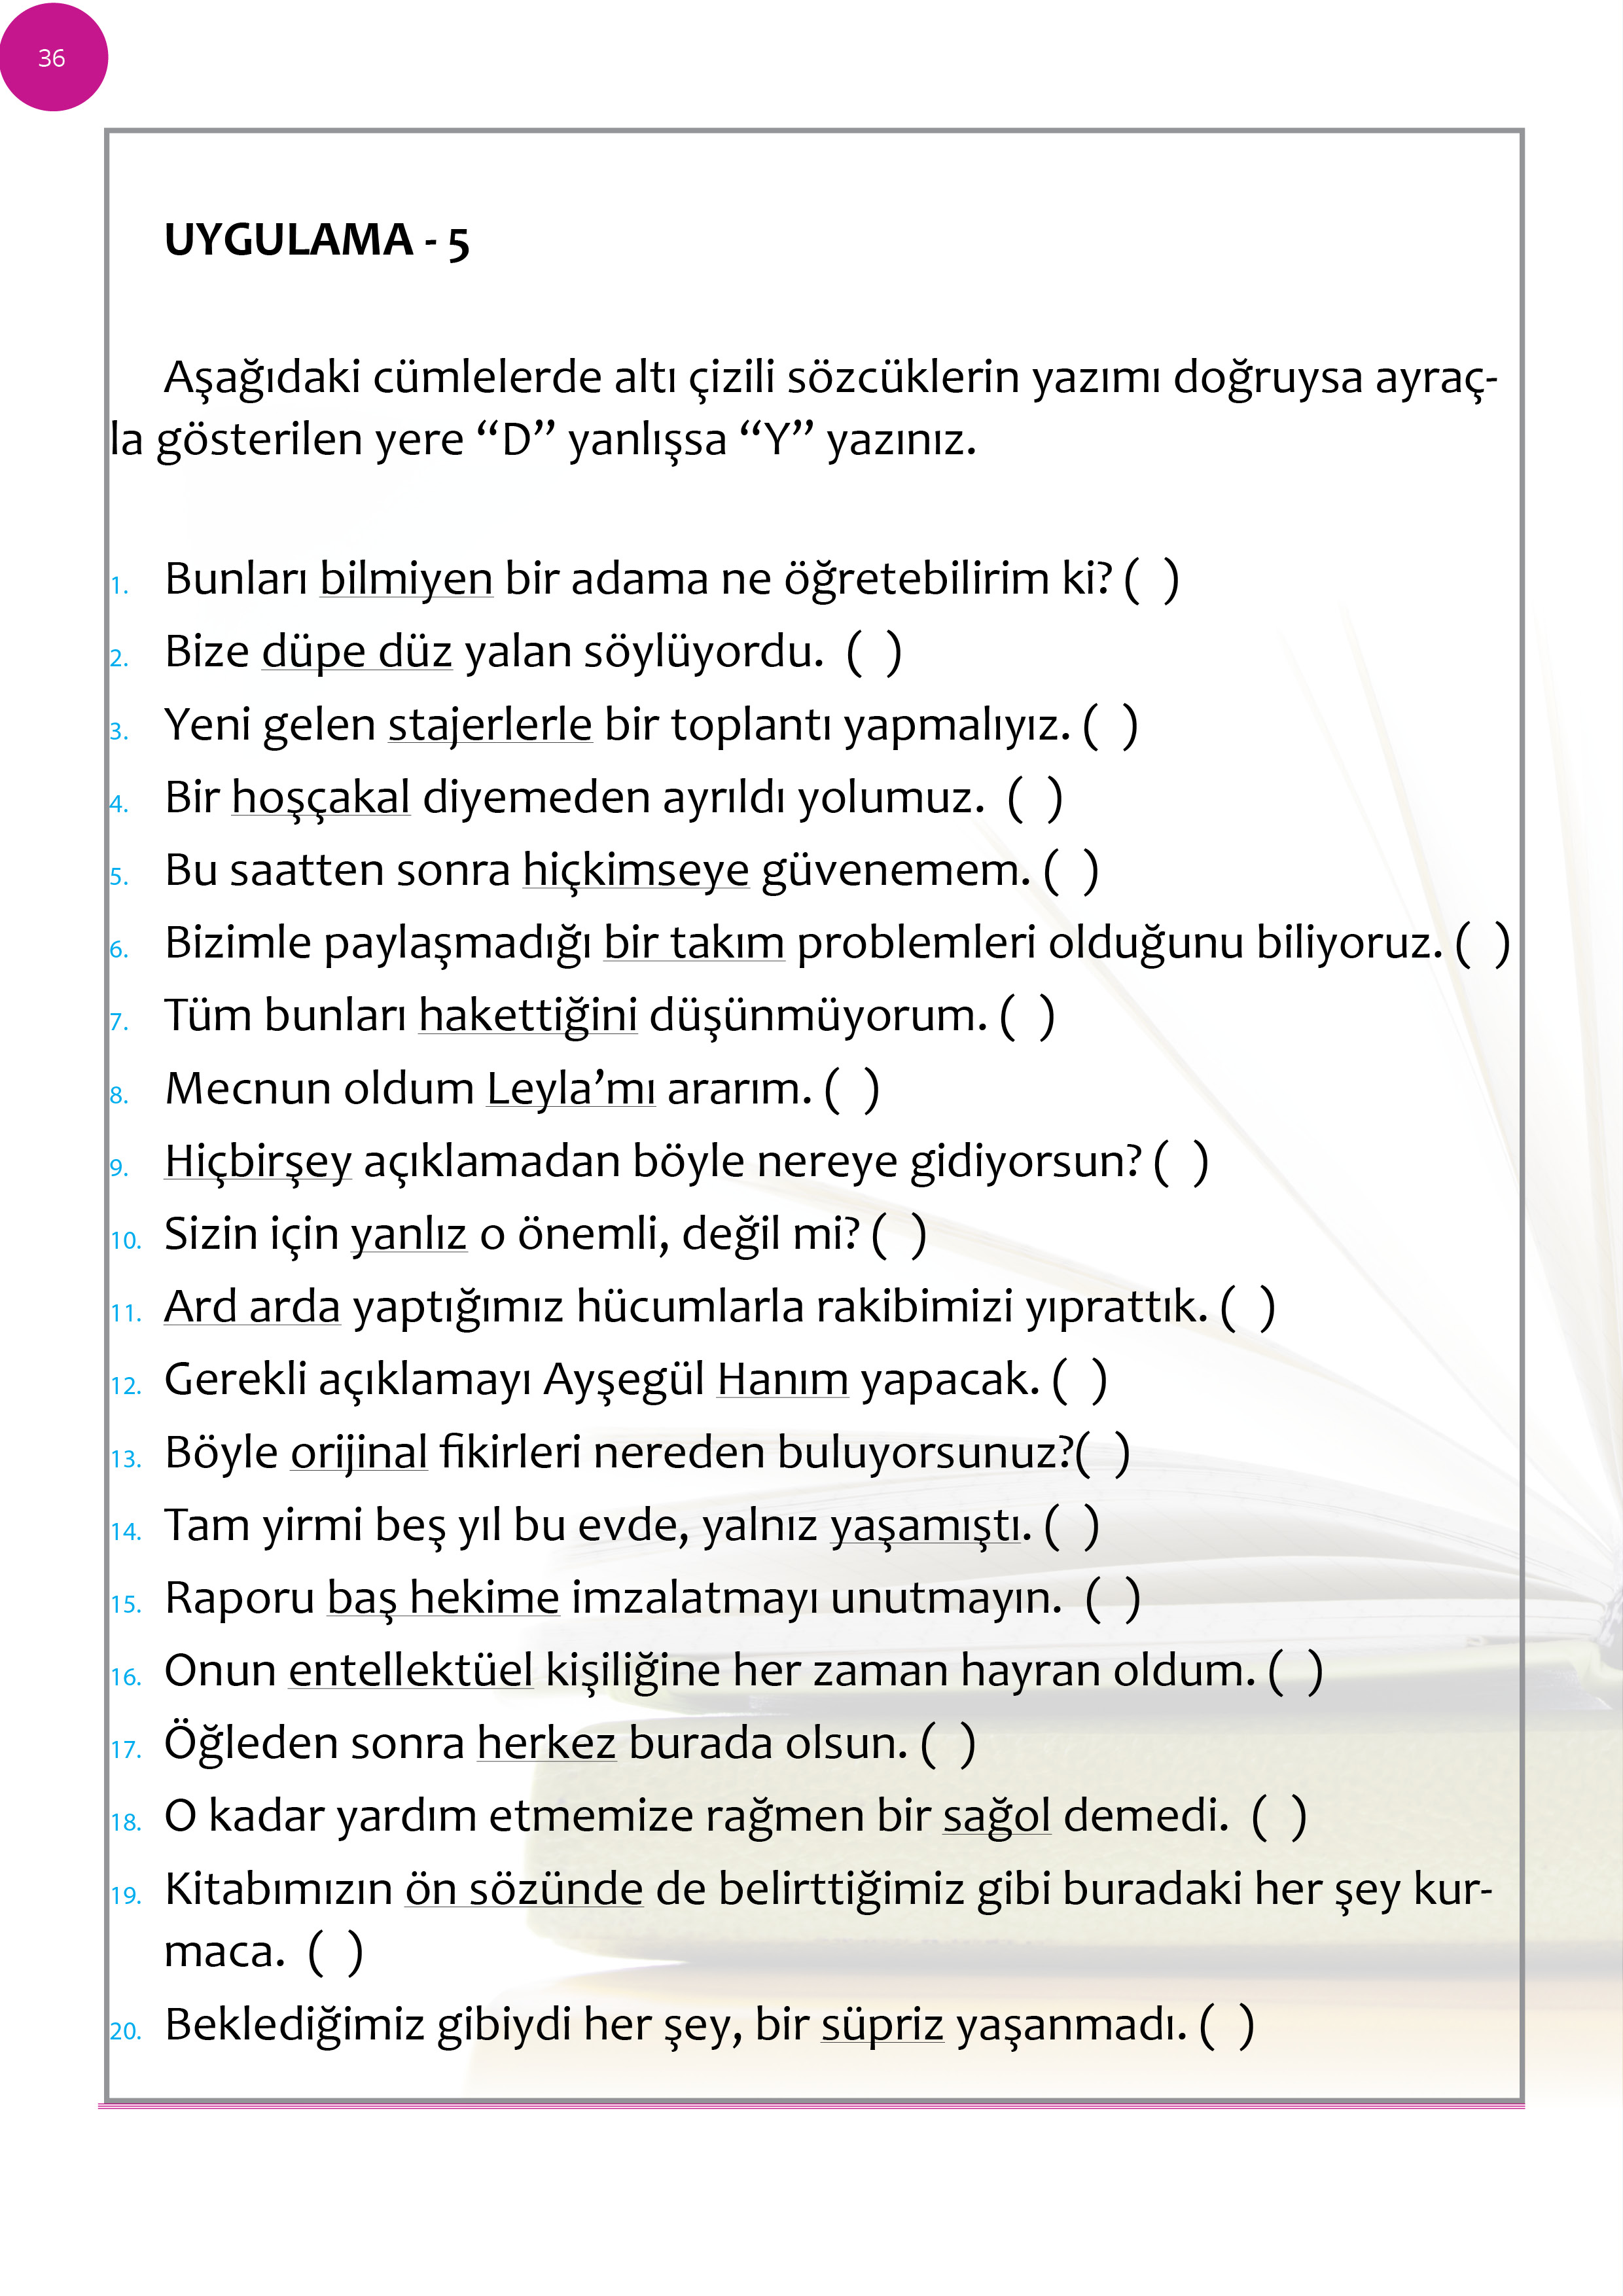 36
UYGULAMA - 5
Aşağıdaki cümlelerde altı çizili sözcüklerin yazımı doğruysa ayraç-
la gösterilen yere “D” yanlışsa “Y” yazınız.
1. Bunları bilmiyen bir adama ne öğretebilirim ki? ( )
2. Bize düpe düz yalan söylüyordu. ( )
3. Yeni gelen stajerlerle bir toplantı yapmalıyız. ( )
4. Bir hoşçakal diyemeden ayrıldı yolumuz. ( )
5. Bu saatten sonra hiçkimseye güvenemem. ( )
6. Bizimle paylaşmadığı bir takım problemleri olduğunu biliyoruz. ( )
7. Tüm bunları hakettiğini düşünmüyorum. ( )
8. Mecnun oldum Leyla’mı ararım. ( )
9. Hiçbirşey açıklamadan böyle nereye gidiyorsun? ( )
10. Sizin için yanlız o önemli, değil mi? ( )
11. Ard arda yaptığımız hücumlarla rakibimizi yıprattık. ( )
12. Gerekli açıklamayı Ayşegül Hanım yapacak. ( )
13. Böyle orijinal fikirleri nereden buluyorsunuz?( )
14. Tam yirmi beş yıl bu evde, yalnız yaşamıştı. ( )
15. Raporu baş hekime imzalatmayı unutmayın. ( )
16. Onun entellektüel kişiliğine her zaman hayran oldum. ( )
17. Öğleden sonra herkez burada olsun. ( )
18. O kadar yardım etmemize rağmen bir sağol demedi. ( )
19. Kitabımızın ön sözünde de belirttiğimiz gibi buradaki her şey kur-
maca. ( )
20. Beklediğimiz gibiydi her şey, bir süpriz yaşanmadı. ( )